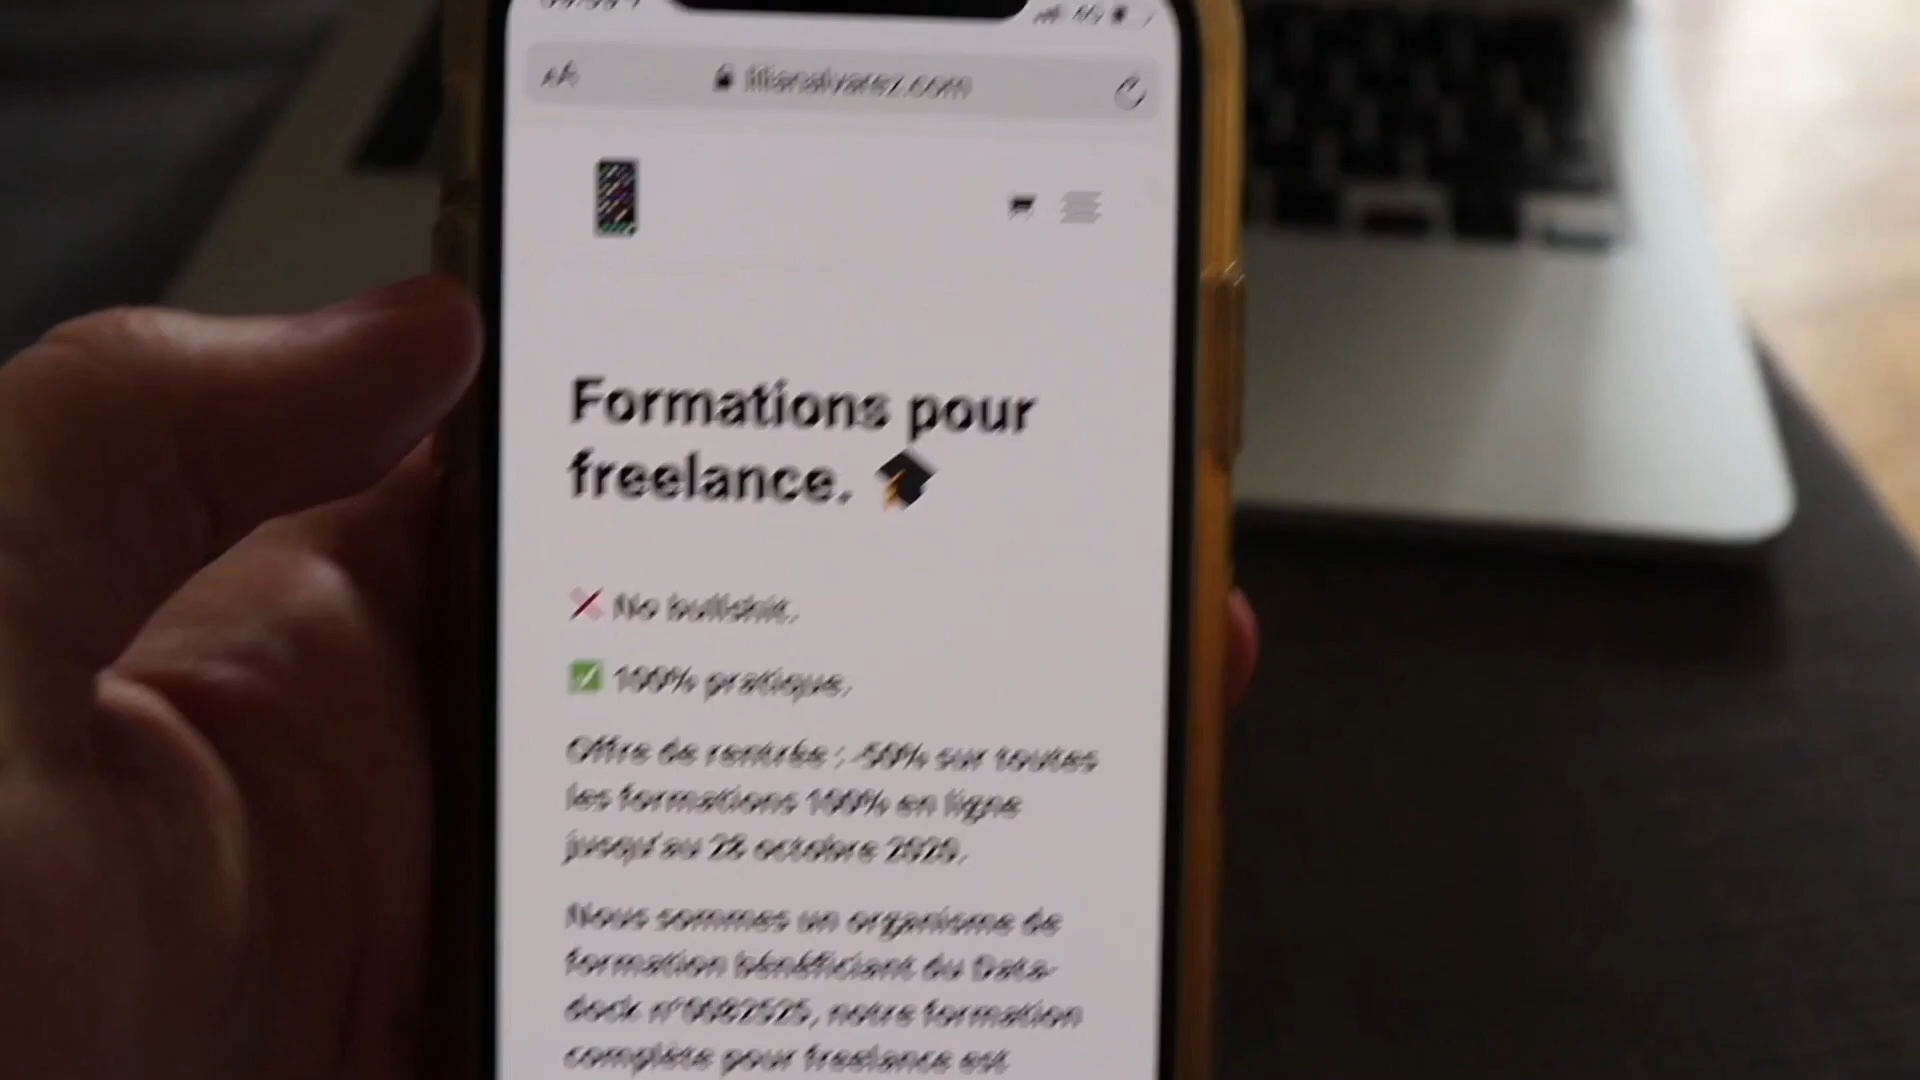 lilianalvarez.com
Formations pour
freelance. 🎓
❌ No bullshit.
✅ 100% pratique.
Offre de rentrée : -50% sur toutes
les formations 100% en ligne
jusqu'au 28 octobre 2020.
Nous sommes un organisme de
formation bénéficiant du Data-
dock
notre formation
complète pour freelance est